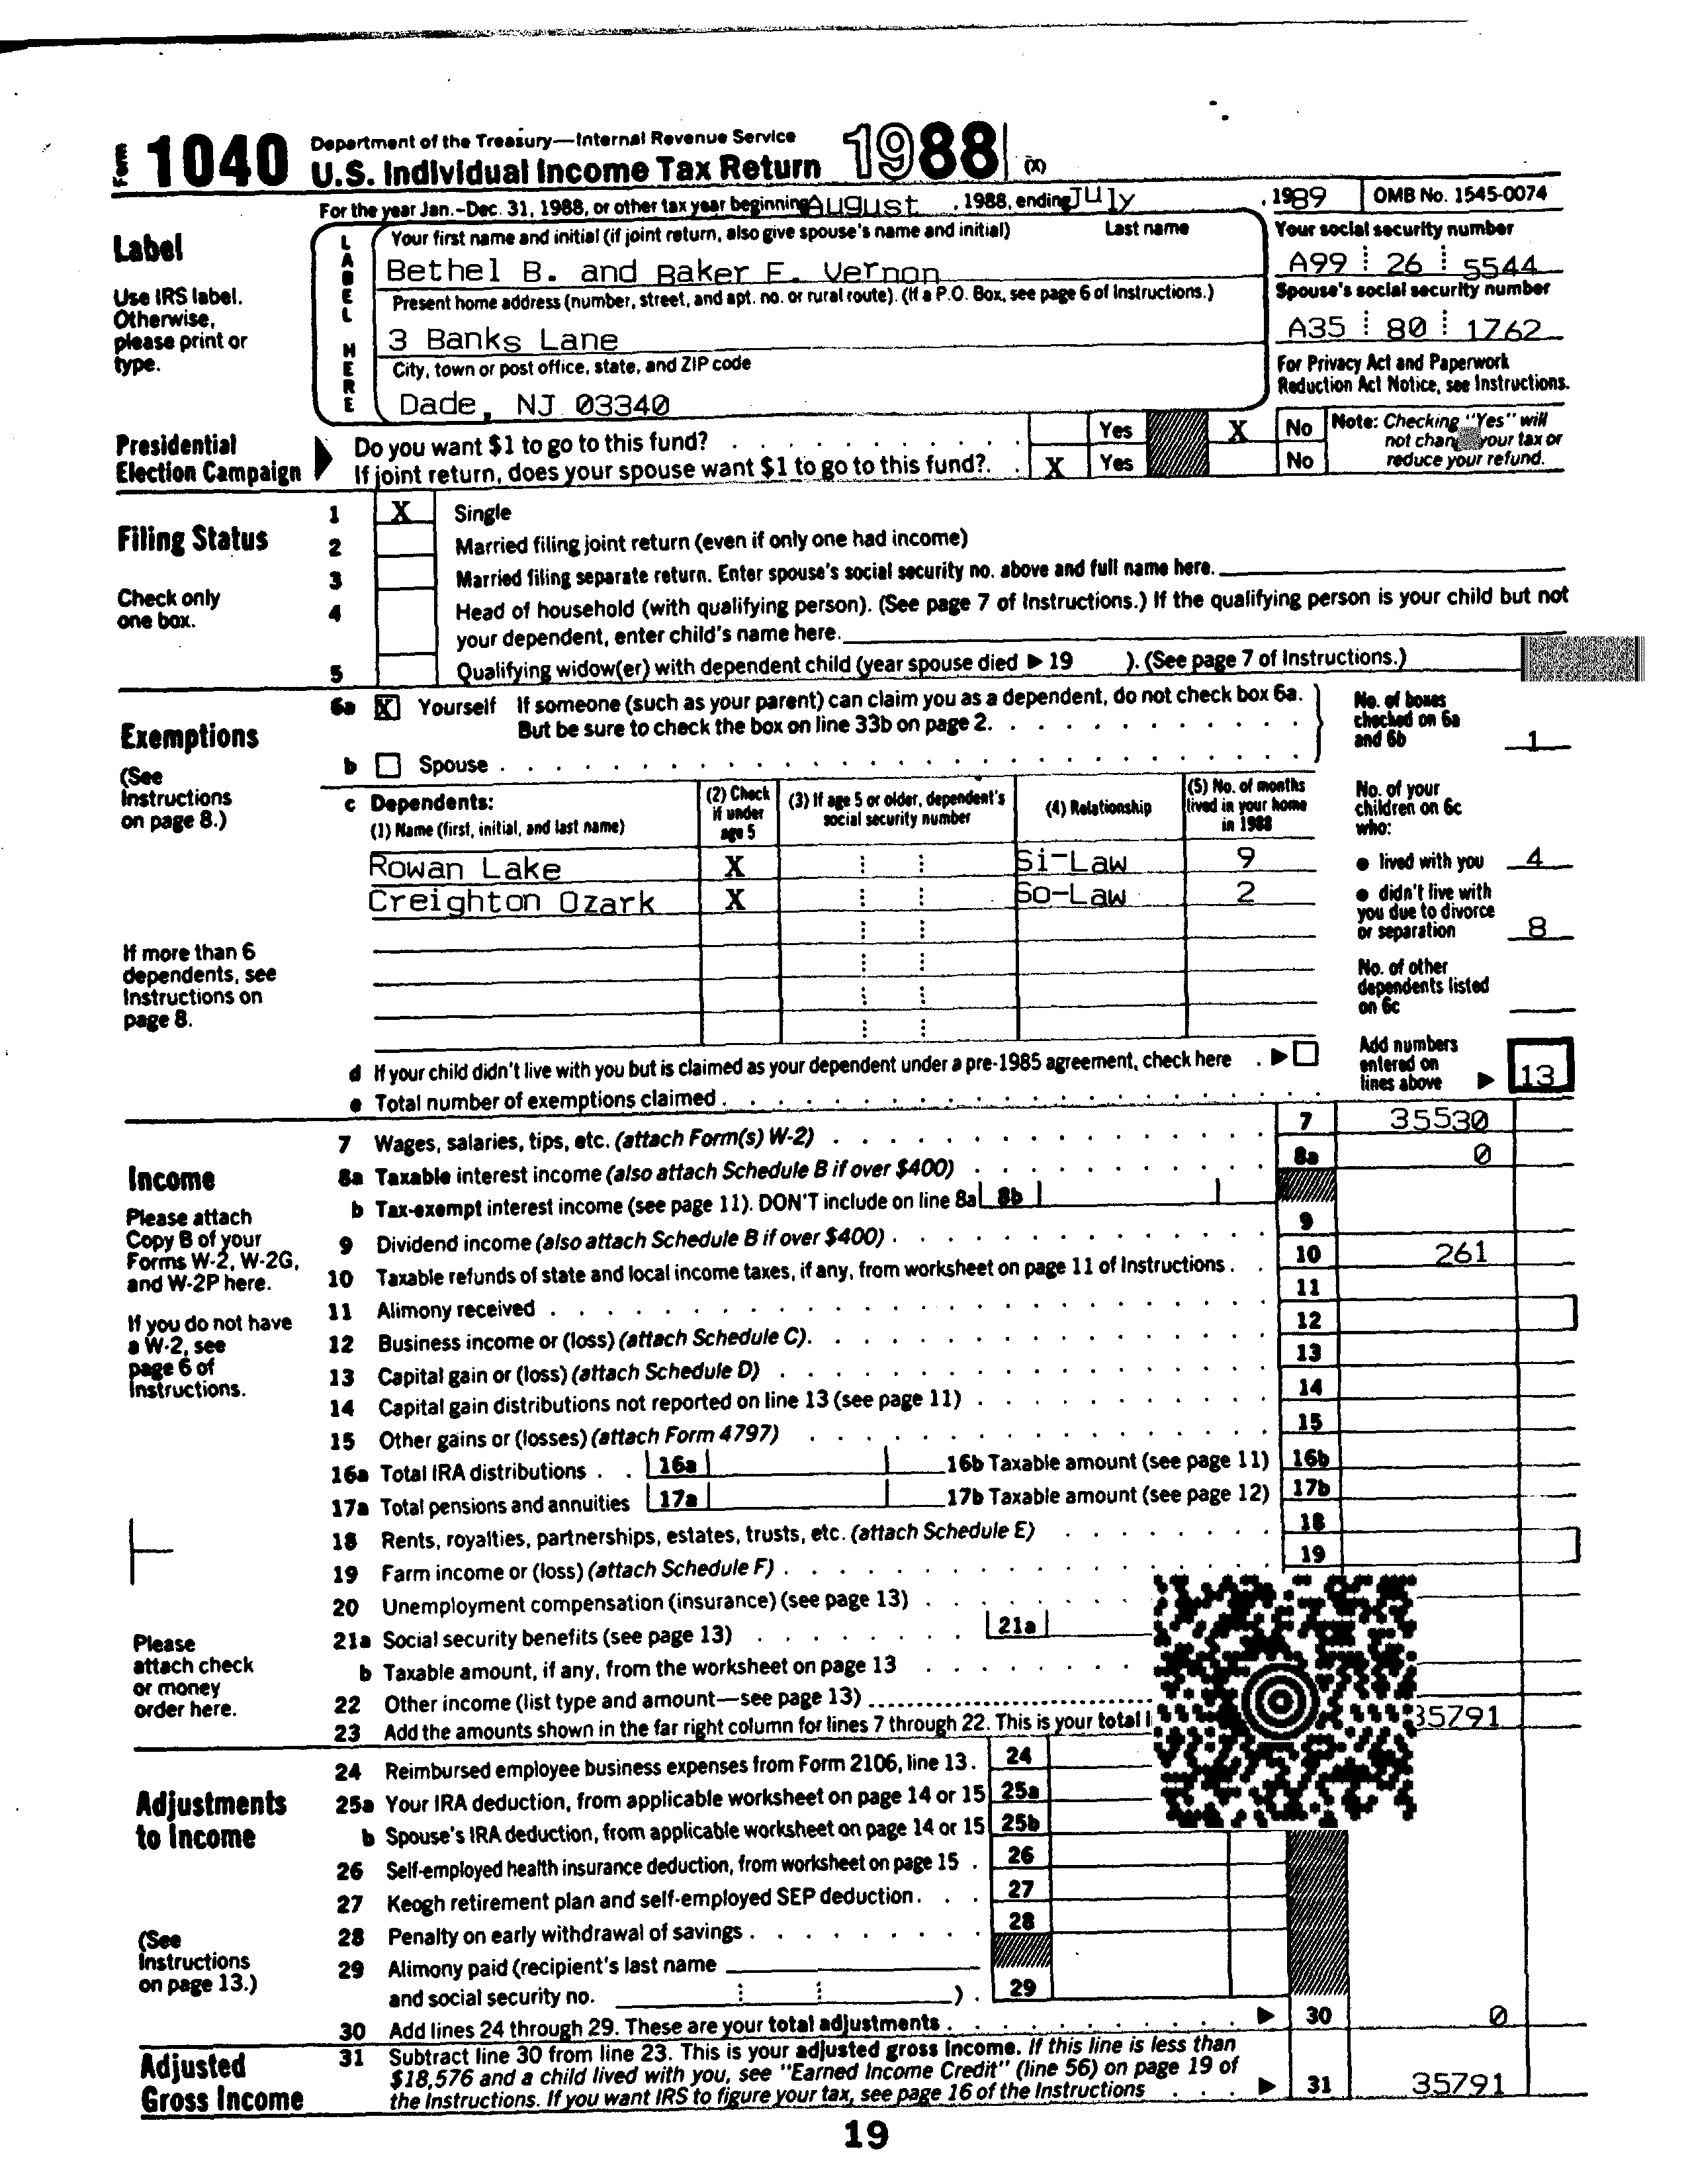 Form 1040 Department of the Treasury—Internal Revenue Service
U.S. Individual Income Tax Return 1988 (X)
For the year Jan.-Dec. 31, 1988, or other tax year beginning August , 1988, ending July , 1989 OMB No. 1545-0074
Label
Use IRS label.
Otherwise,
please print or
type.
LABEL HERE
Your first name and initial (if joint return, also give spouse's name and initial) Last name
Bethel B. and Baker E. Vernon
Your social security number
A99 26 5544
Present home address (number, street, and apt. no. or rural route). (If a P.O. Box, see page 6 of Instructions.)
3 Banks Lane
Spouse's social security number
A35 80 1762
City, town or post office, state, and ZIP code
Dade, NJ 03340
For Privacy Act and Paperwork
Reduction Act Notice, see Instructions.
Presidential
Election Campaign
Do you want $1 to go to this fund? Yes X No
If joint return, does your spouse want $1 to go to this fund?. X Yes No
Note: Checking "Yes" will
not chan your tax or
reduce your refund.
Filing Status
Check only
one box.
1 X Single
2 Married filing joint return (even if only one had income)
3 Married filing separate return. Enter spouse's social security no. above and full name here.
4 Head of household (with qualifying person). (See page 7 of Instructions.) If the qualifying person is your child but not
your dependent, enter child's name here.
5 Qualifying widow(er) with dependent child (year spouse died ▶ 19 ). (See page 7 of Instructions.)
Exemptions
(See
Instructions
on page 8.)
If more than 6
dependents, see
Instructions on
page 8.
6a X Yourself If someone (such as your parent) can claim you as a dependent, do not check box 6a.
But be sure to check the box on line 33b on page 2.
b Spouse
No. of boxes
checked on 6a
and 6b 1
c Dependents:
(1) Name (first, initial, and last name)
(2) Check
if under
age 5
(3) If age 5 or older, dependent's
social security number
(4) Relationship
(5) No. of months
lived in your home
in 1988
Rowan Lake X Si-Law 9
Creighton Ozark X So-Law 2
No. of your
children on 6c
who:
● lived with you 4
● didn't live with
you due to divorce
or separation 8
No. of other
dependents listed
on 6c
d If your child didn't live with you but is claimed as your dependent under a pre-1985 agreement, check here ▶
e Total number of exemptions claimed
Add numbers
entered on
lines above ▶ 13
Income
Please attach
Copy B of your
Forms W-2, W-2G,
and W-2P here.
If you do not have
a W-2, see
page 6 of
Instructions.
Please
attach check
or money
order here.
7 Wages, salaries, tips, etc. (attach Form(s) W-2) 7 35530
8a Taxable interest income (also attach Schedule B if over $400) 8a 0
b Tax-exempt interest income (see page 11). DON'T include on line 8a 8b
9 Dividend income (also attach Schedule B if over $400) 9
10 Taxable refunds of state and local income taxes, if any, from worksheet on page 11 of Instructions 10 261
11 Alimony received 11
12 Business income or (loss) (attach Schedule C). 12
13 Capital gain or (loss) (attach Schedule D) 13
14 Capital gain distributions not reported on line 13 (see page 11) 14
15 Other gains or (losses) (attach Form 4797) 15
16a Total IRA distributions 16a 16b Taxable amount (see page 11) 16b
17a Total pensions and annuities 17a 17b Taxable amount (see page 12) 17b
18 Rents, royalties, partnerships, estates, trusts, etc. (attach Schedule E) 18
19 Farm income or (loss) (attach Schedule F) 19
20 Unemployment compensation (insurance) (see page 13)
21a Social security benefits (see page 13) 21a
b Taxable amount, if any, from the worksheet on page 13
22 Other income (list type and amount—see page 13)
23 Add the amounts shown in the far right column for lines 7 through 22. This is your total 35791
Adjustments
to Income
(See
Instructions
on page 13.)
24 Reimbursed employee business expenses from Form 2106, line 13. 24
25a Your IRA deduction, from applicable worksheet on page 14 or 15 25a
b Spouse's IRA deduction, from applicable worksheet on page 14 or 15 25b
26 Self-employed health insurance deduction, from worksheet on page 15 26
27 Keogh retirement plan and self-employed SEP deduction 27
28 Penalty on early withdrawal of savings 28
29 Alimony paid (recipient's last name
and social security no. ) . 29
30 Add lines 24 through 29. These are your total adjustments ▶ 30 0
Adjusted
Gross Income
31 Subtract line 30 from line 23. This is your adjusted gross income. If this line is less than
$18,576 and a child lived with you, see "Earned Income Credit" (line 56) on page 19 of
the Instructions. If you want IRS to figure your tax, see page 16 of the Instructions ▶ 31 35791
19